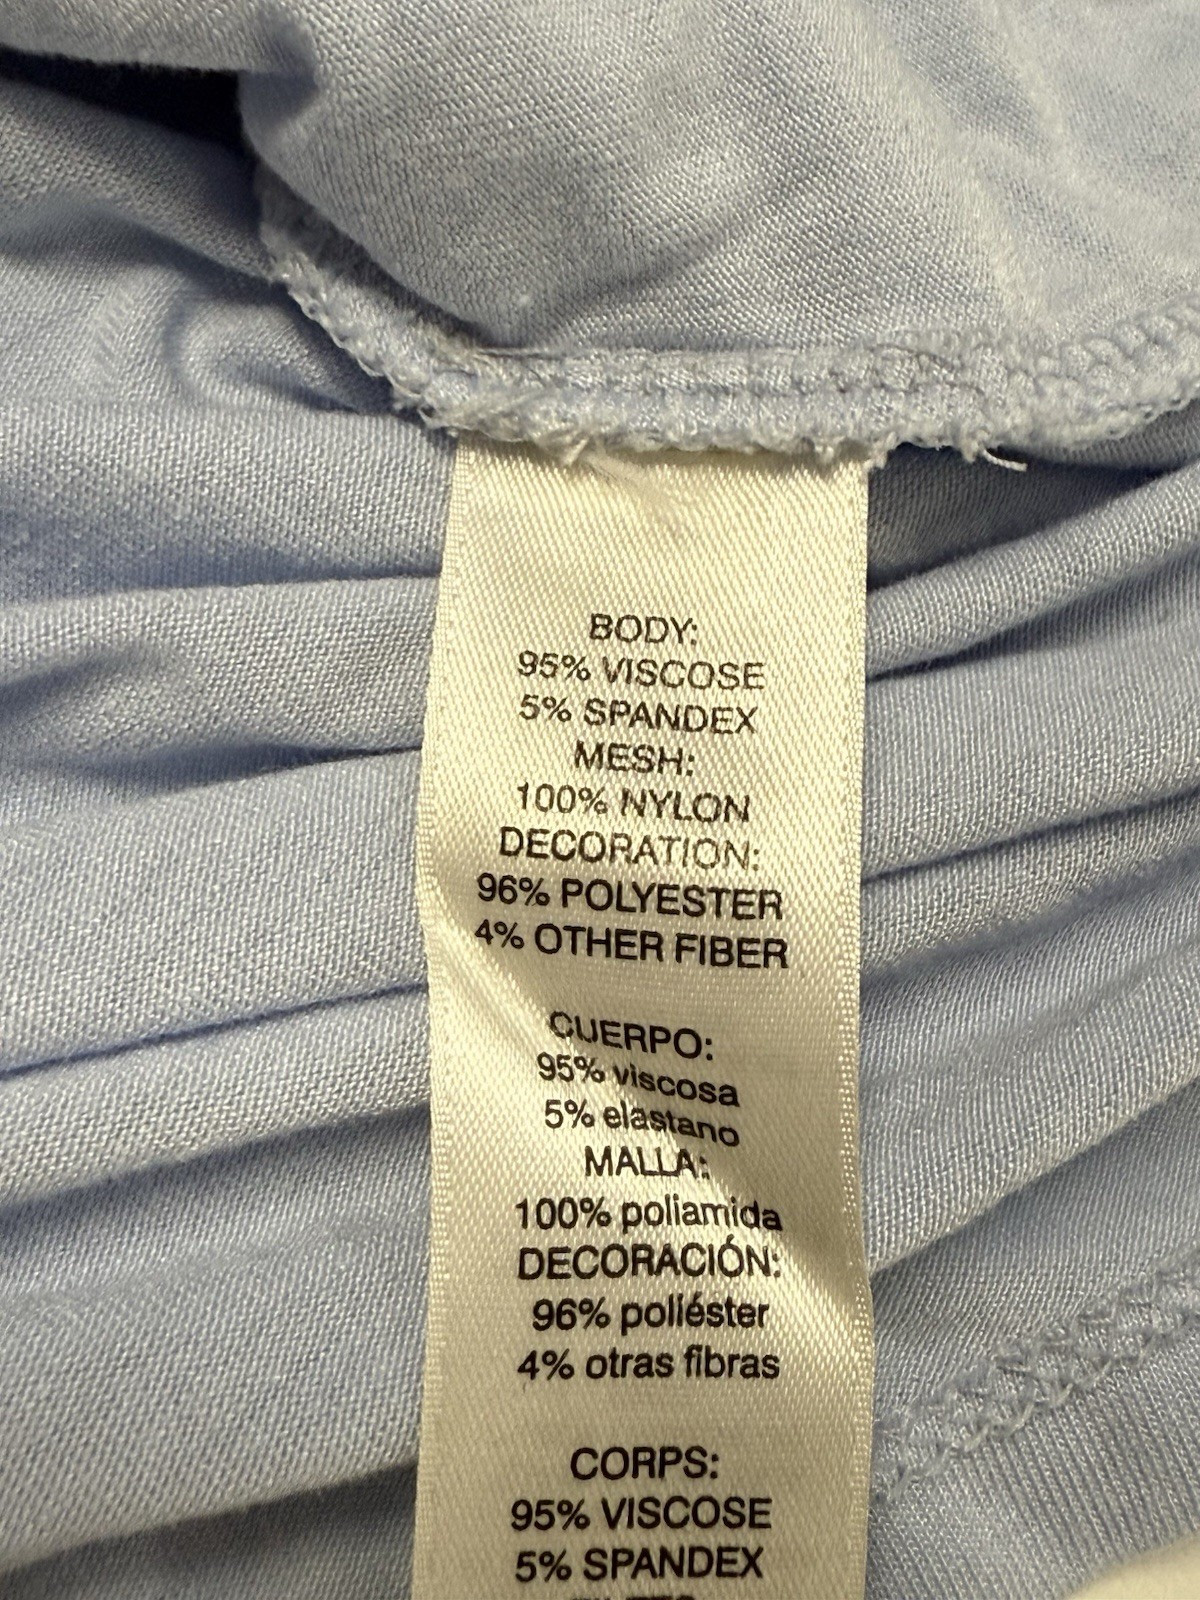 BODY:
95% VISCOSE
5% SPANDEX
MESH:
100% NYLON
DECORATION:
96% POLYESTER
4% OTHER FIBER
CUERPO:
95% viscosa
5% elastano
MALLA:
100% poliamida
DECORACIÓN:
96% poliéster
4% otras fibras
CORPS:
95% VISCOSE
5% SPANDEX